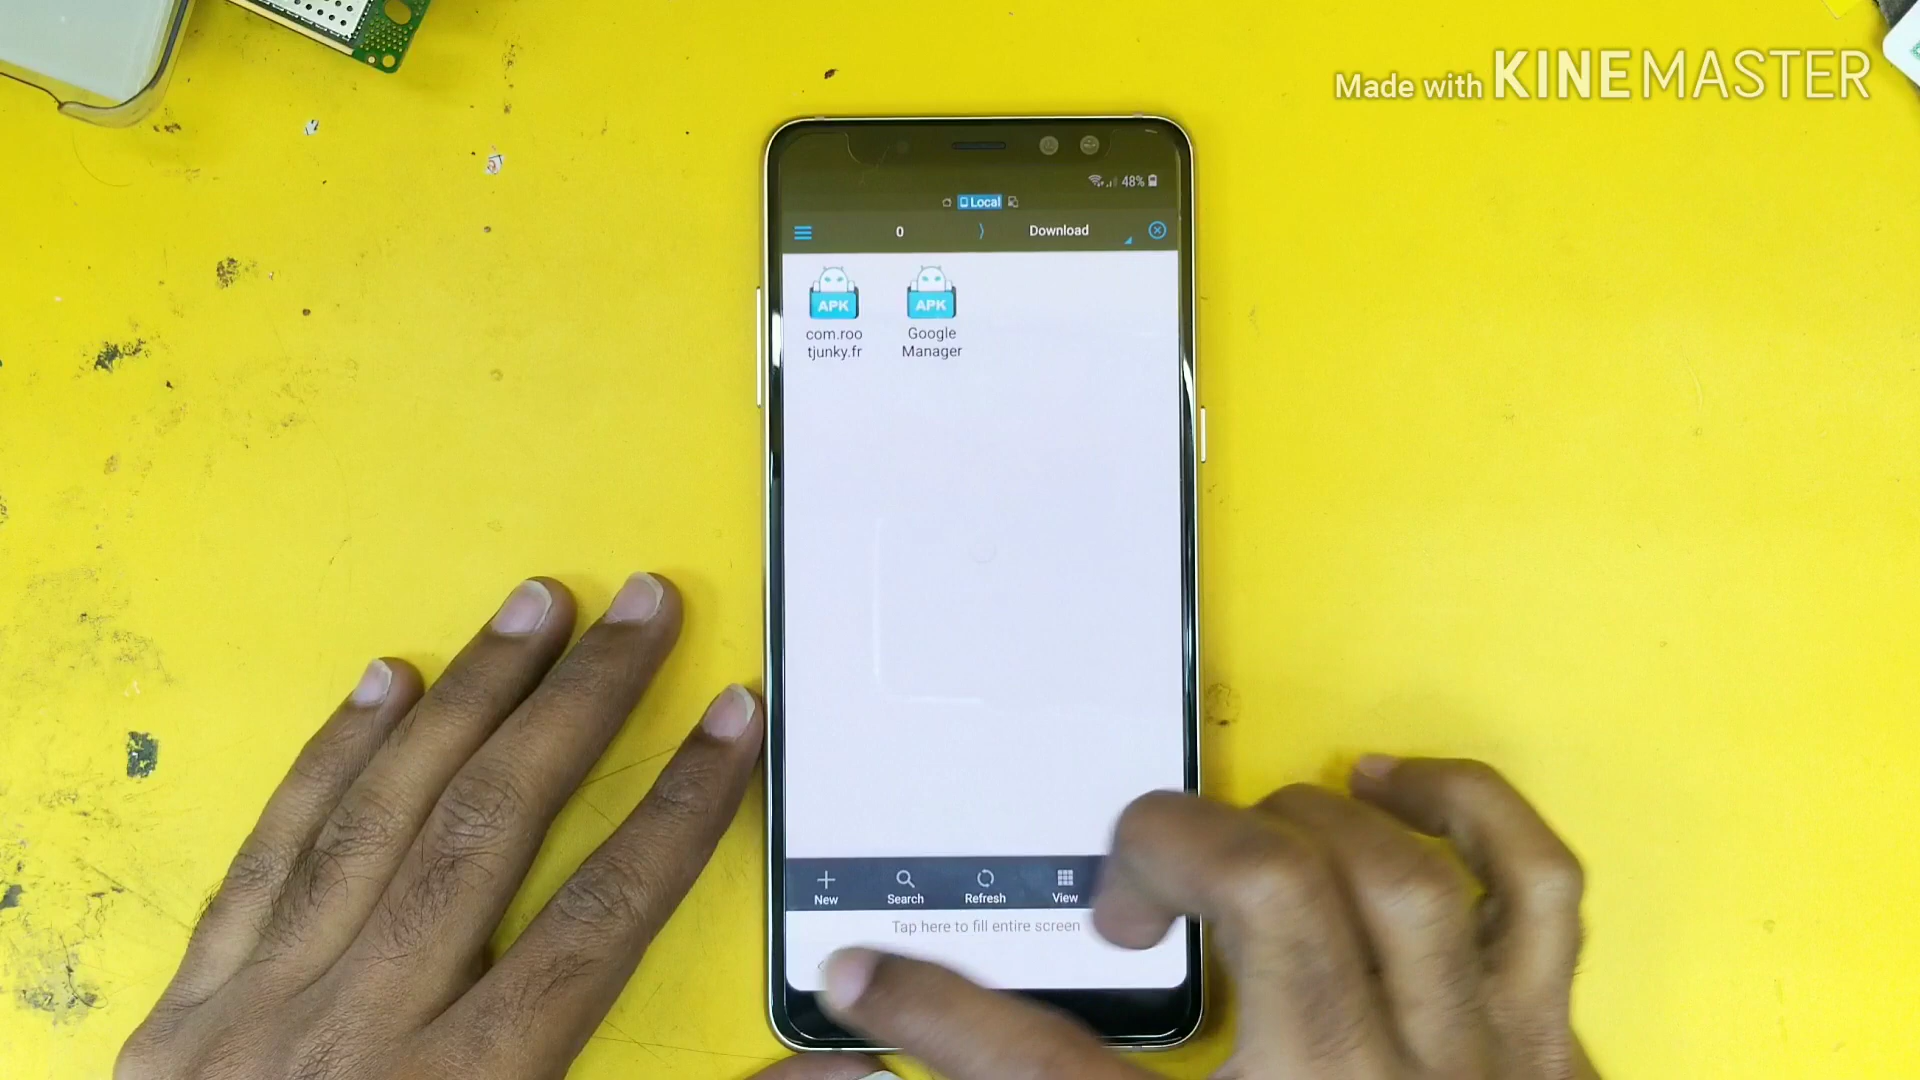 Made with KINEMASTER
48%
Local
0
Download
APK
APK
com.roo
tjunky.fr
Google
Manager
New
Search
Refresh
View
Tap here to fill entire screen